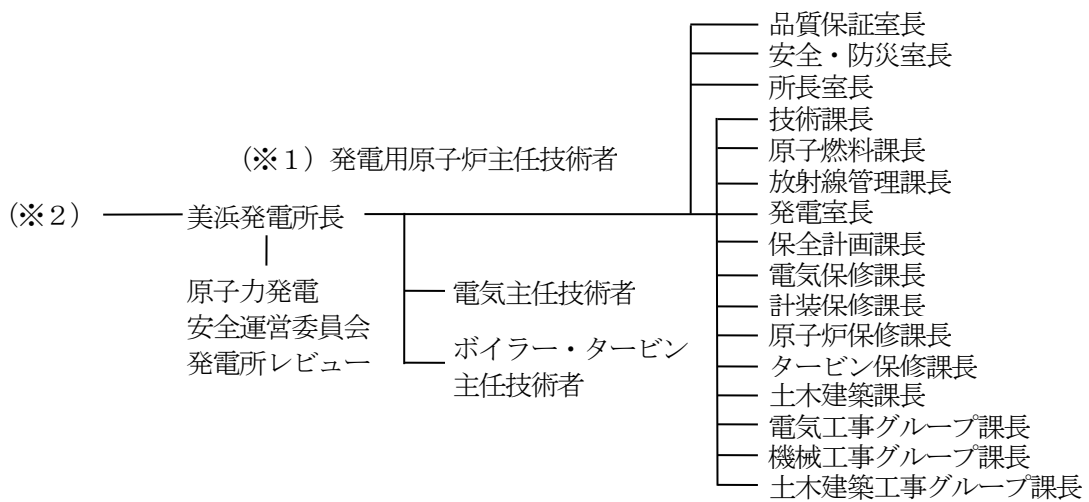 品質保証室長
安全・防災室長
所長室長
技術課長
(※1)発電用原子炉主任技術者
原子燃料課長
放射線管理課長
(※2)
美浜発電所長
発電室長
保全計画課長
電気保修課長
計装保修課長
原子炉保修課長
タービン保修課長
土木建築課長
電気工事グループ課長
機械工事グループ課長
土木建築工事グループ課長
原子力発電
安全運営委員会
発電所レビュー
電気主任技術者
ボイラー・タービン
主任技術者